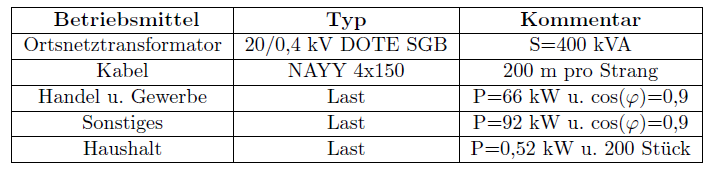 Betriebsmittel Typ Kommentar
Ortsnetztransformator 20/0,4 kV DOTE SGB S=400 kVA
Kabel NAYY 4x150 200 m pro Strang
Handel u. Gewerbe Last P=66 kW u. cos(φ)=0,9
Sonstiges Last P=92 kW u. cos(φ)=0,9
Haushalt Last P=0,52 kW u. 200 Stück